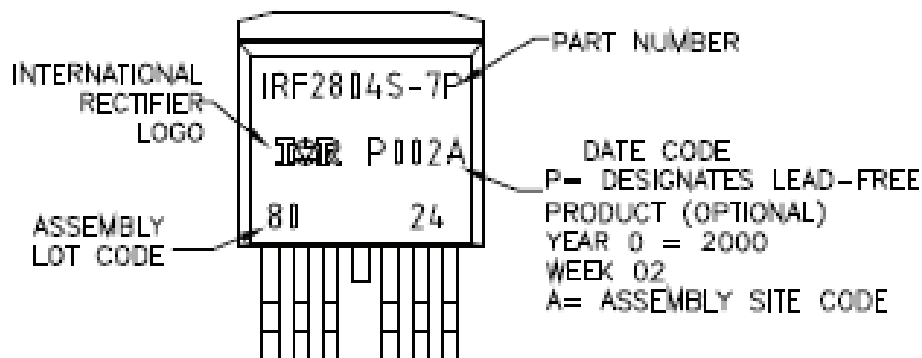 PART NUMBER
INTERNATIONAL
RECTIFIER
LOGO
IRF2804S-7P
IOR P002A
DATE CODE
P= DESIGNATES LEAD-FREE
PRODUCT (OPTIONAL)
YEAR 0 = 2000
WEEK 02
A= ASSEMBLY SITE CODE
ASSEMBLY
LOT CODE
80 24